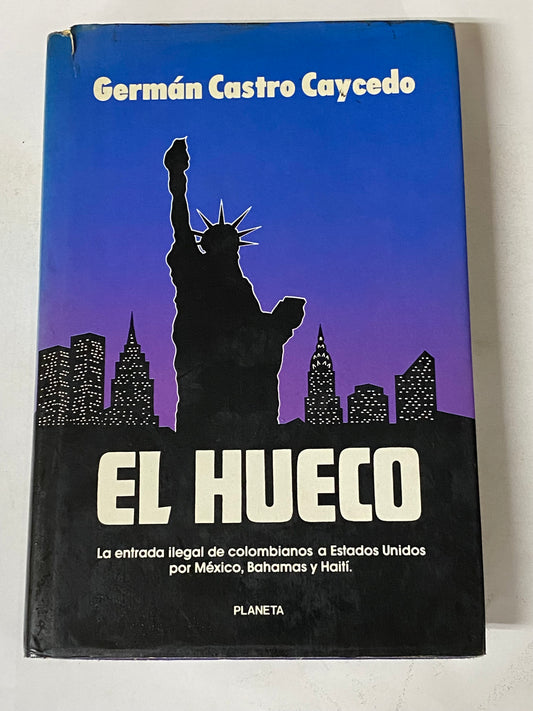 Germán Castro Caycedo
EL HUECO
La entrada ilegal de colombianos a Estados Unidos
por México, Bahamas y Haití.
PLANETA